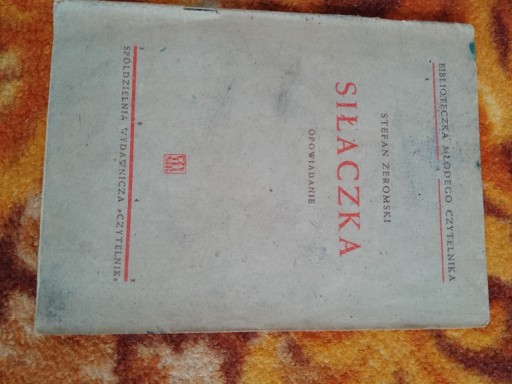 BIBLIOTECZKA MŁODEGO CZYTELNIKA
STEFAN ŻEROMSKI
SIŁACZKA
OPOWIADANIE
SPÓŁDZIELNIA WYDAWNICZA »CZYTELNIK«